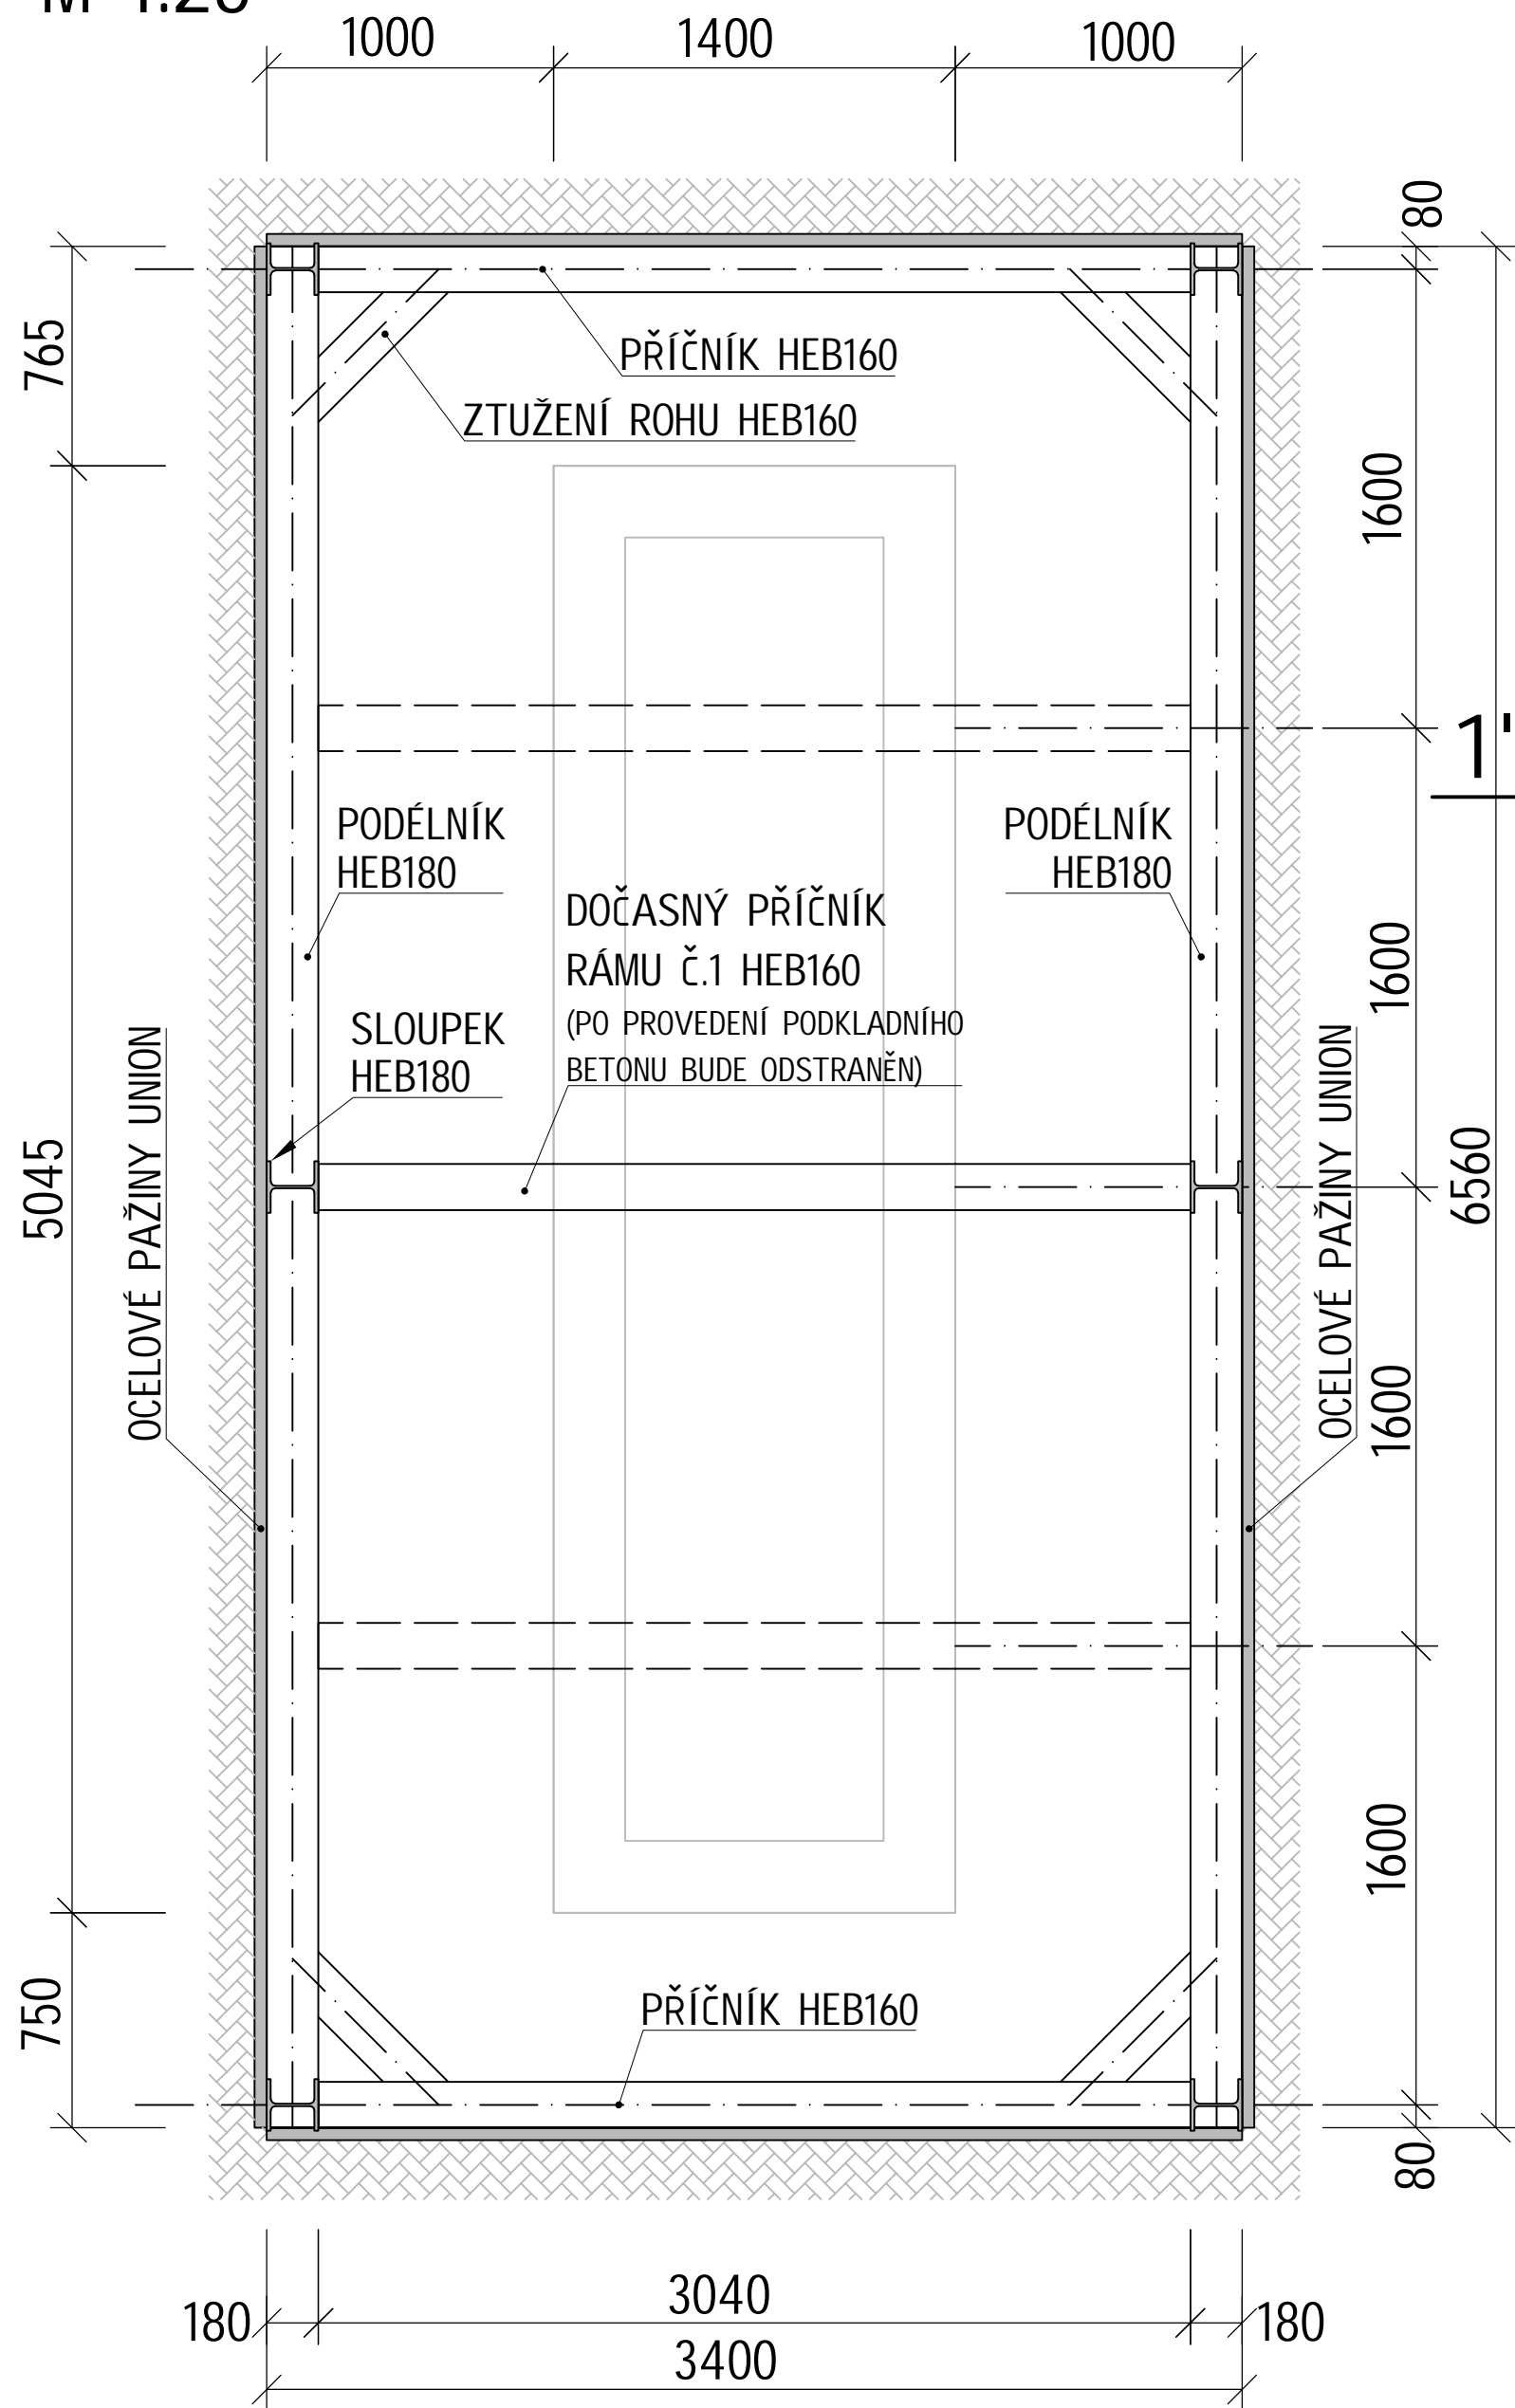 1000
1400
1000
80
765
PŘÍČNÍK HEB160
ZTUŽENÍ ROHU HEB160
1600
1'
PODÉLNÍK
HEB180
PODÉLNÍK
HEB180
DOČASNÝ PŘÍČNÍK
RÁMU Č.1 HEB160
(PO PROVEDENÍ PODKLADNÍHO
BETONU BUDE ODSTRANĚN)
1600
SLOUPEK
HEB180
OCELOVÉ PAŽINY UNION
OCELOVÉ PAŽINY UNION
5045
6560
1600
1600
750
PŘÍČNÍK HEB160
80
3040
180
180
3400